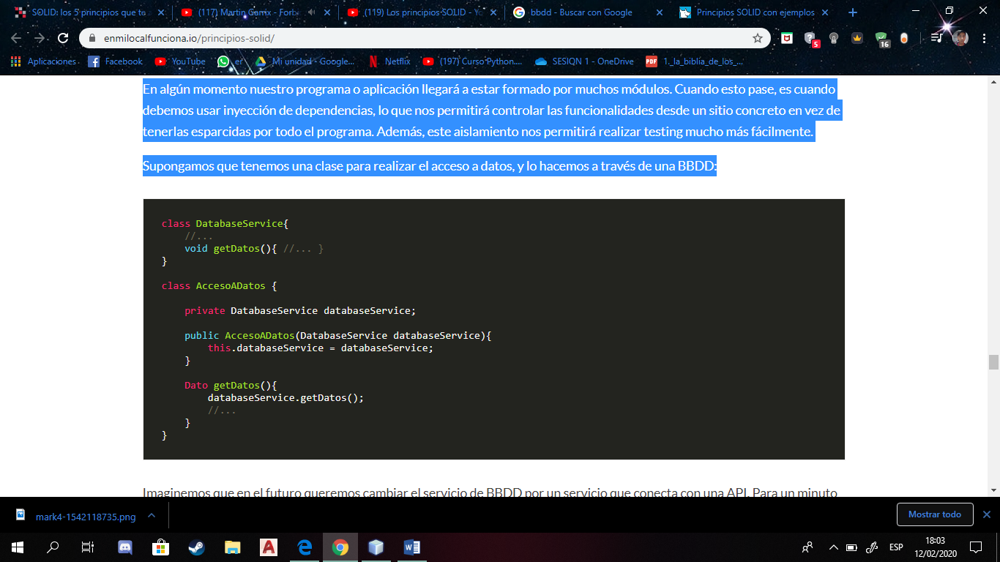 SOLID: los 5 principios que te a
(117) Martin Garrix - Forbi
(119) Los principios SOLID - Yo
bbdd - Buscar con Google
Principios SOLID con ejemplos
enmilocalfunciona.io/principios-solid/
5
16
Aplicaciones
Facebook
YouTube
er
Mi unidad - Google...
Netflix
(197) Curso Python....
SESION 1 - OneDrive
PDF
1._la_biblia_de_los_...
En algún momento nuestro programa o aplicación llegará a estar formado por muchos módulos. Cuando esto pase, es cuando
debemos usar inyección de dependencias, lo que nos permitirá controlar las funcionalidades desde un sitio concreto en vez de
tenerlas esparcidas por todo el programa. Además, este aislamiento nos permitirá realizar testing mucho más fácilmente.
Supongamos que tenemos una clase para realizar el acceso a datos, y lo hacemos a través de una BBDD:
class DatabaseService{
//...
void getDatos(){ //... }
}
class AccesoADatos {
private DatabaseService databaseService;
public AccesoADatos(DatabaseService databaseService){
this.databaseService = databaseService;
}
Dato getDatos(){
databaseService.getDatos();
//...
}
}
Imaginemos que en el futuro queremos cambiar el servicio de BBDD por un servicio que conecta con una API. Para un minuto
mark4-1542118735.png
Mostrar todo
ESP
18:03
12/02/2020